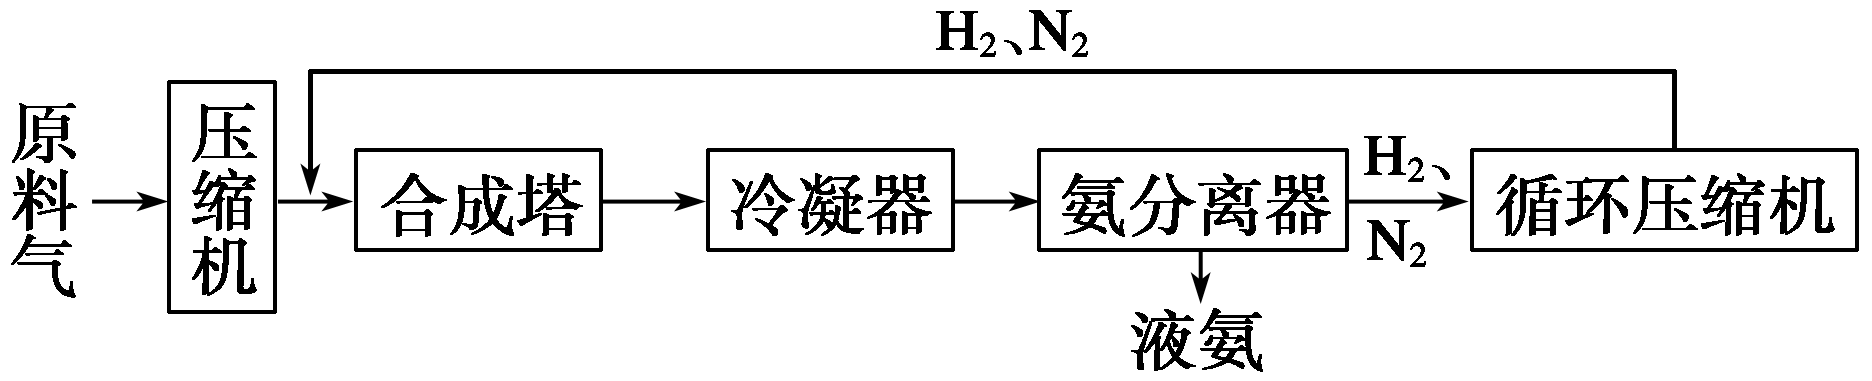 H₂、N₂
原料气
压缩机
合成塔
冷凝器
氨分离器
H₂、
N₂
循环压缩机
液氨